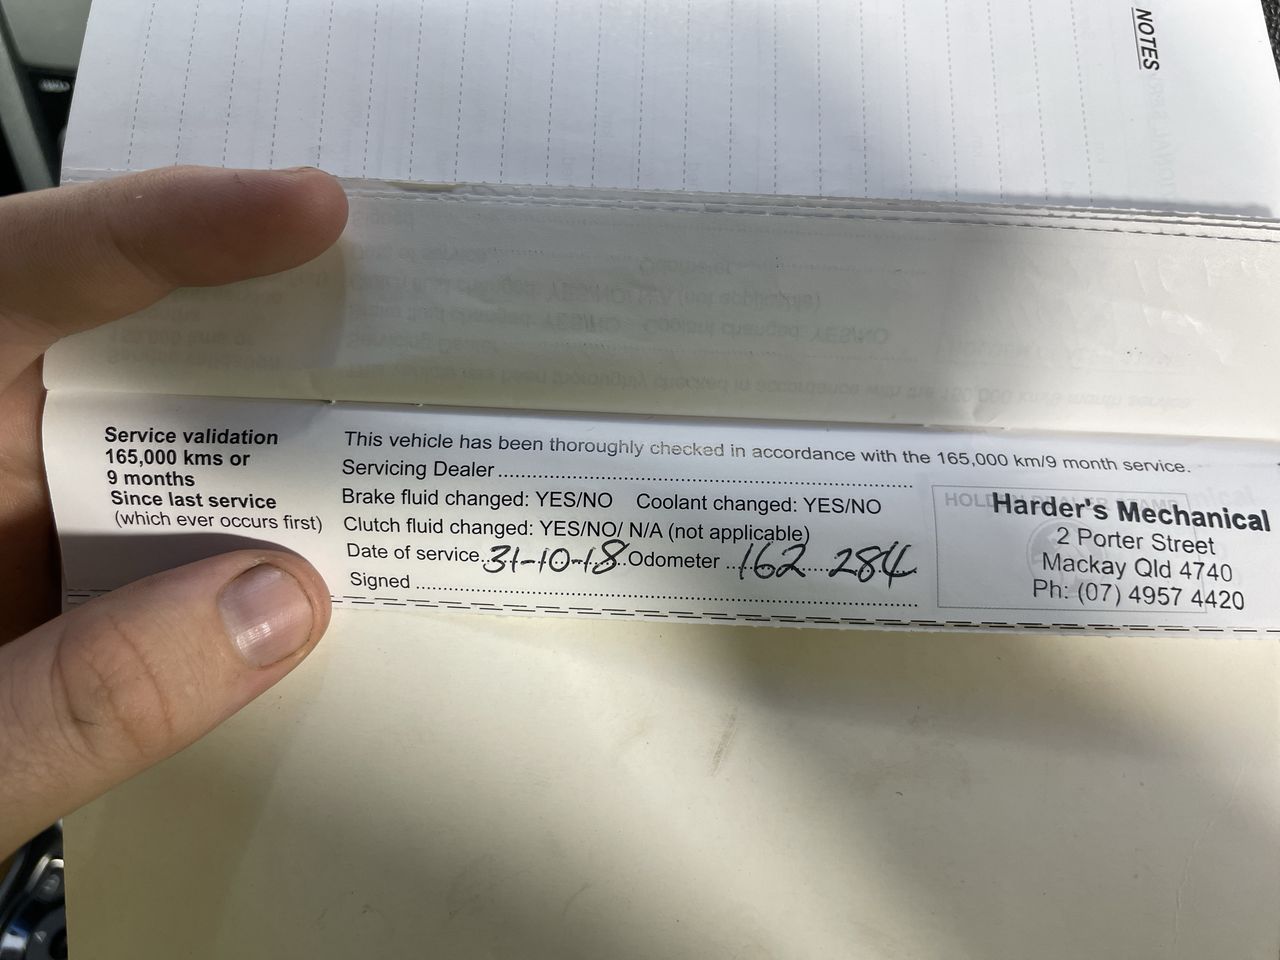 NOTES
Service validation
165,000 kms or
9 months
Since last service
(which ever occurs first)
This vehicle has been thoroughly checked in accordance with the 165,000 km/9 month service.
Servicing Dealer
Brake fluid changed: YES/NO Coolant changed: YES/NO
Clutch fluid changed: YES/NO/ N/A (not applicable)
Date of service 31-10-18 Odometer 162 284
Signed
HOLDEN DEALER STAMP
Harder's Mechanical
2 Porter Street
Mackay Qld 4740
Ph: (07) 4957 4420